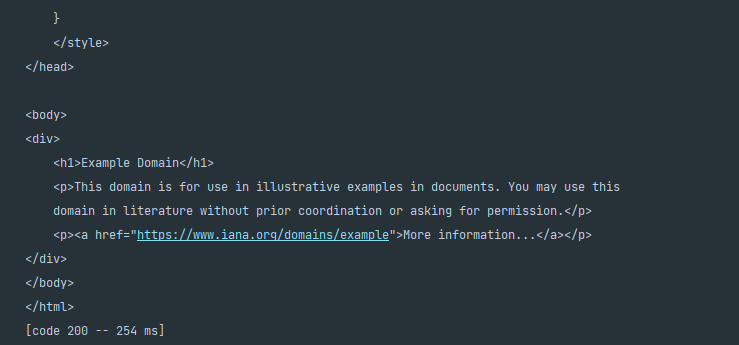 }
    </style>
</head>

<body>
<div>
    <h1>Example Domain</h1>
    <p>This domain is for use in illustrative examples in documents. You may use this
    domain in literature without prior coordination or asking for permission.</p>
    <p><a href="https://www.iana.org/domains/example">More information...</a></p>
</div>
</body>
</html>
[code 200 -- 254 ms]